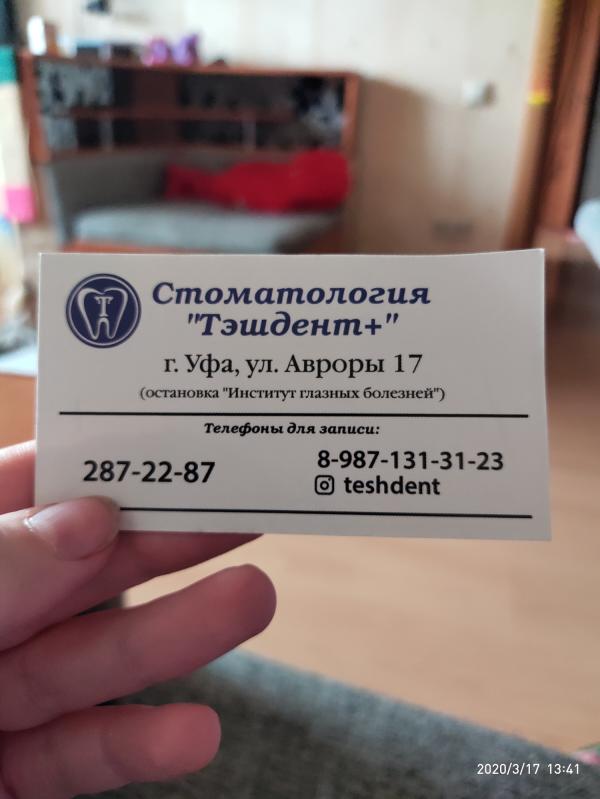 Т
Стоматология
"Тэшдент+"
г. Уфа, ул. Авроры 17
(остановка "Институт глазных болезней")
Телефоны для записи:
287-22-87
8-987-131-31-23
teshdent
2020/3/17 13:41